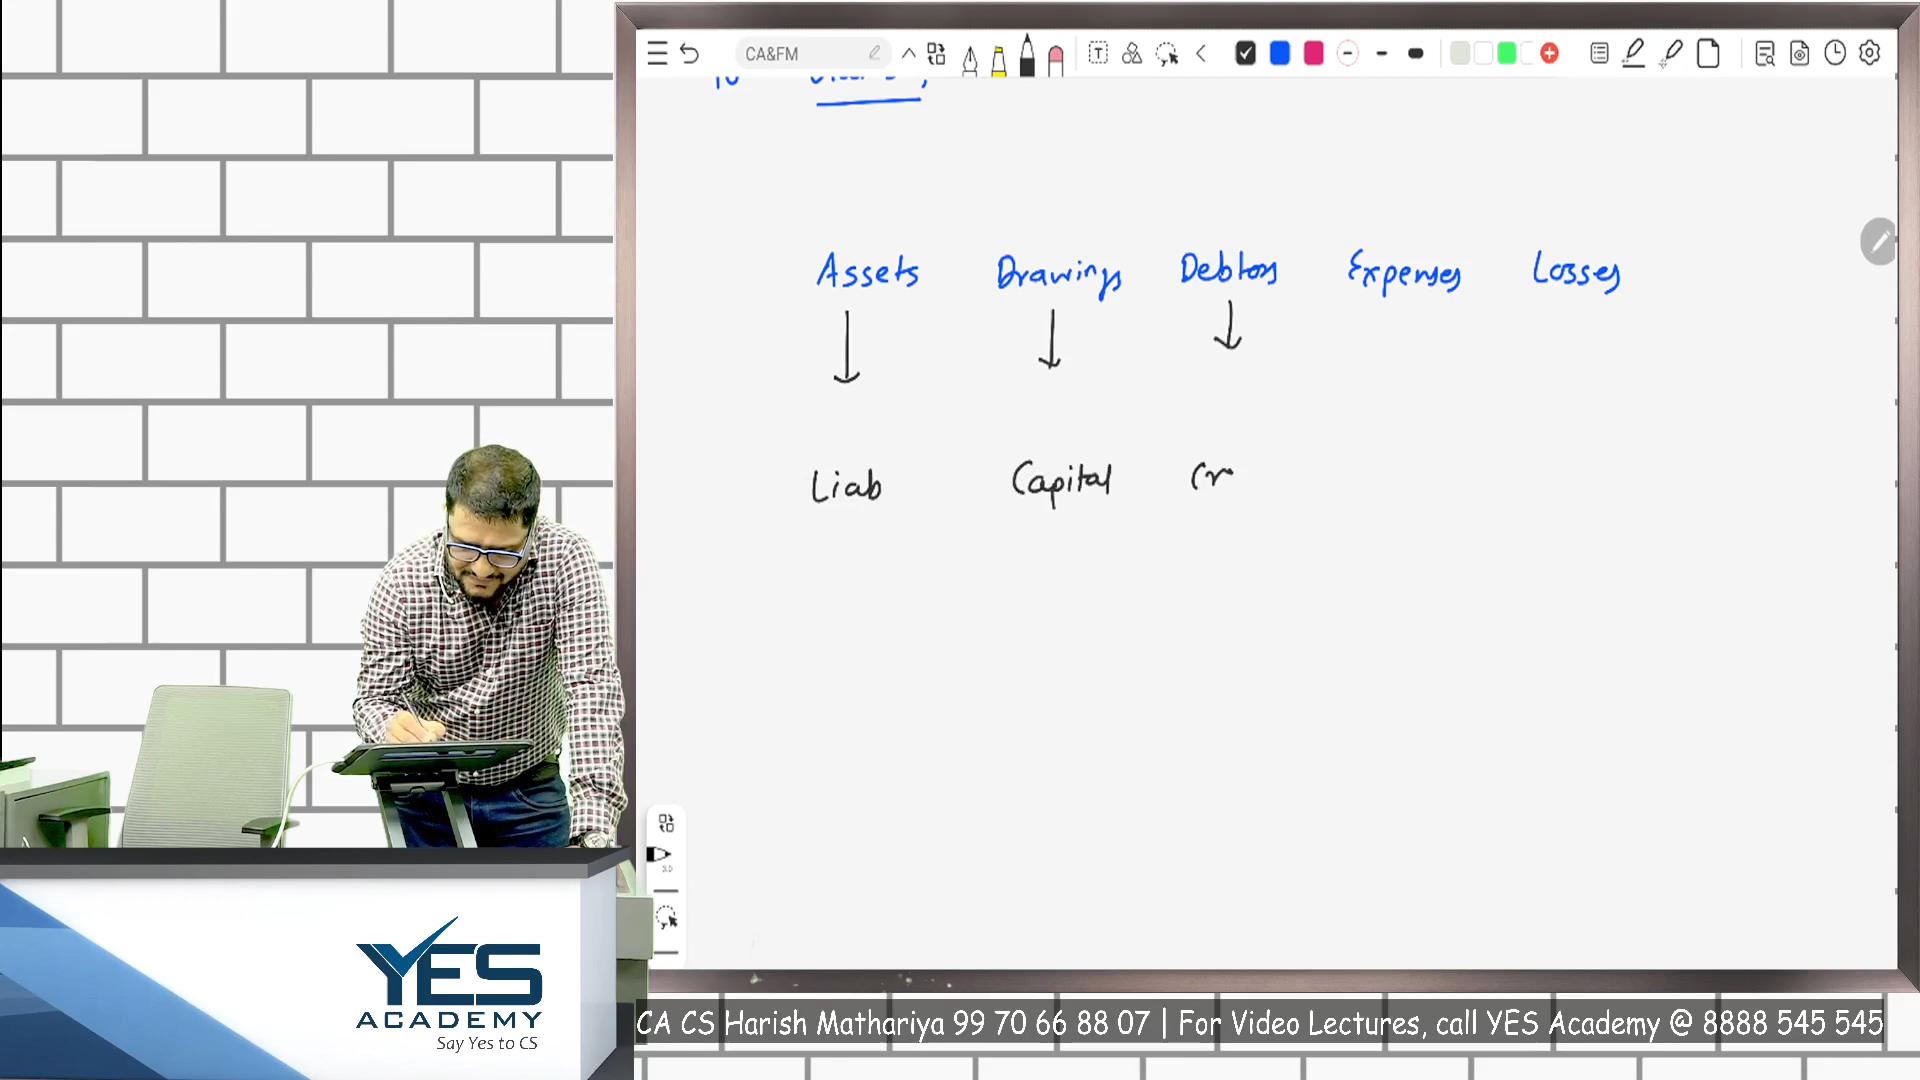 CA&FM
Assets Drawings Debtors Expenses Losses
Liab Capital Cr
YES
ACADEMY
Say Yes to CS
CA CS Harish Mathariya 99 70 66 88 07 | For Video Lectures, call YES Academy @ 8888 545 545